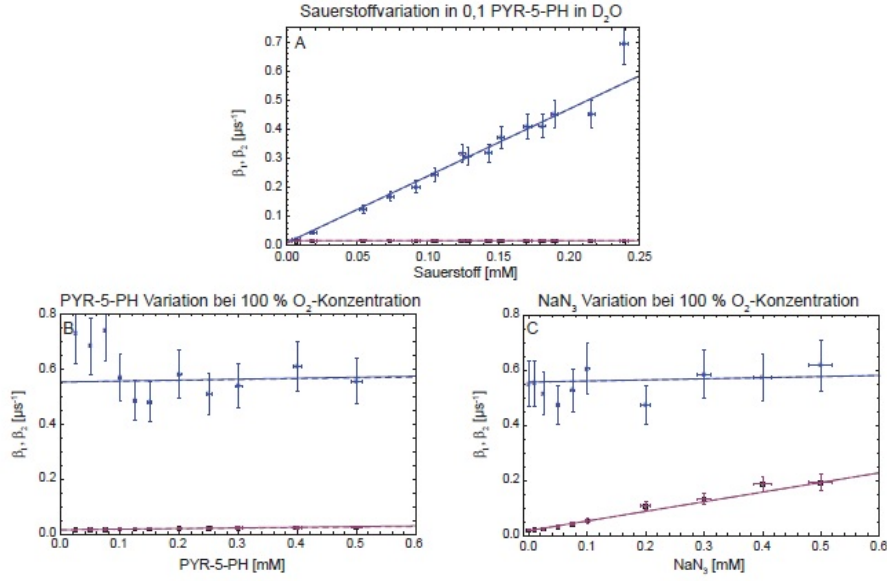 Sauerstoffvariation in 0,1 PYR-5-PH in D₂O
A
0.7
0.6
0.5
0.4
0.3
0.2
0.1
0.0
β₁, β₂ [µs⁻¹]
0.00 0.05 0.10 0.15 0.20 0.25
Sauerstoff [mM]
PYR-5-PH Variation bei 100 % O₂-Konzentration
B
0.8
0.6
0.4
0.2
0.0
β₁, β₂ [µs⁻¹]
0.0 0.1 0.2 0.3 0.4 0.5 0.6
PYR-5-PH [mM]
NaN₃ Variation bei 100 % O₂-Konzentration
C
0.8
0.6
0.4
0.2
0.0
β₁, β₂ [µs⁻¹]
0.0 0.1 0.2 0.3 0.4 0.5 0.6
NaN₃ [mM]